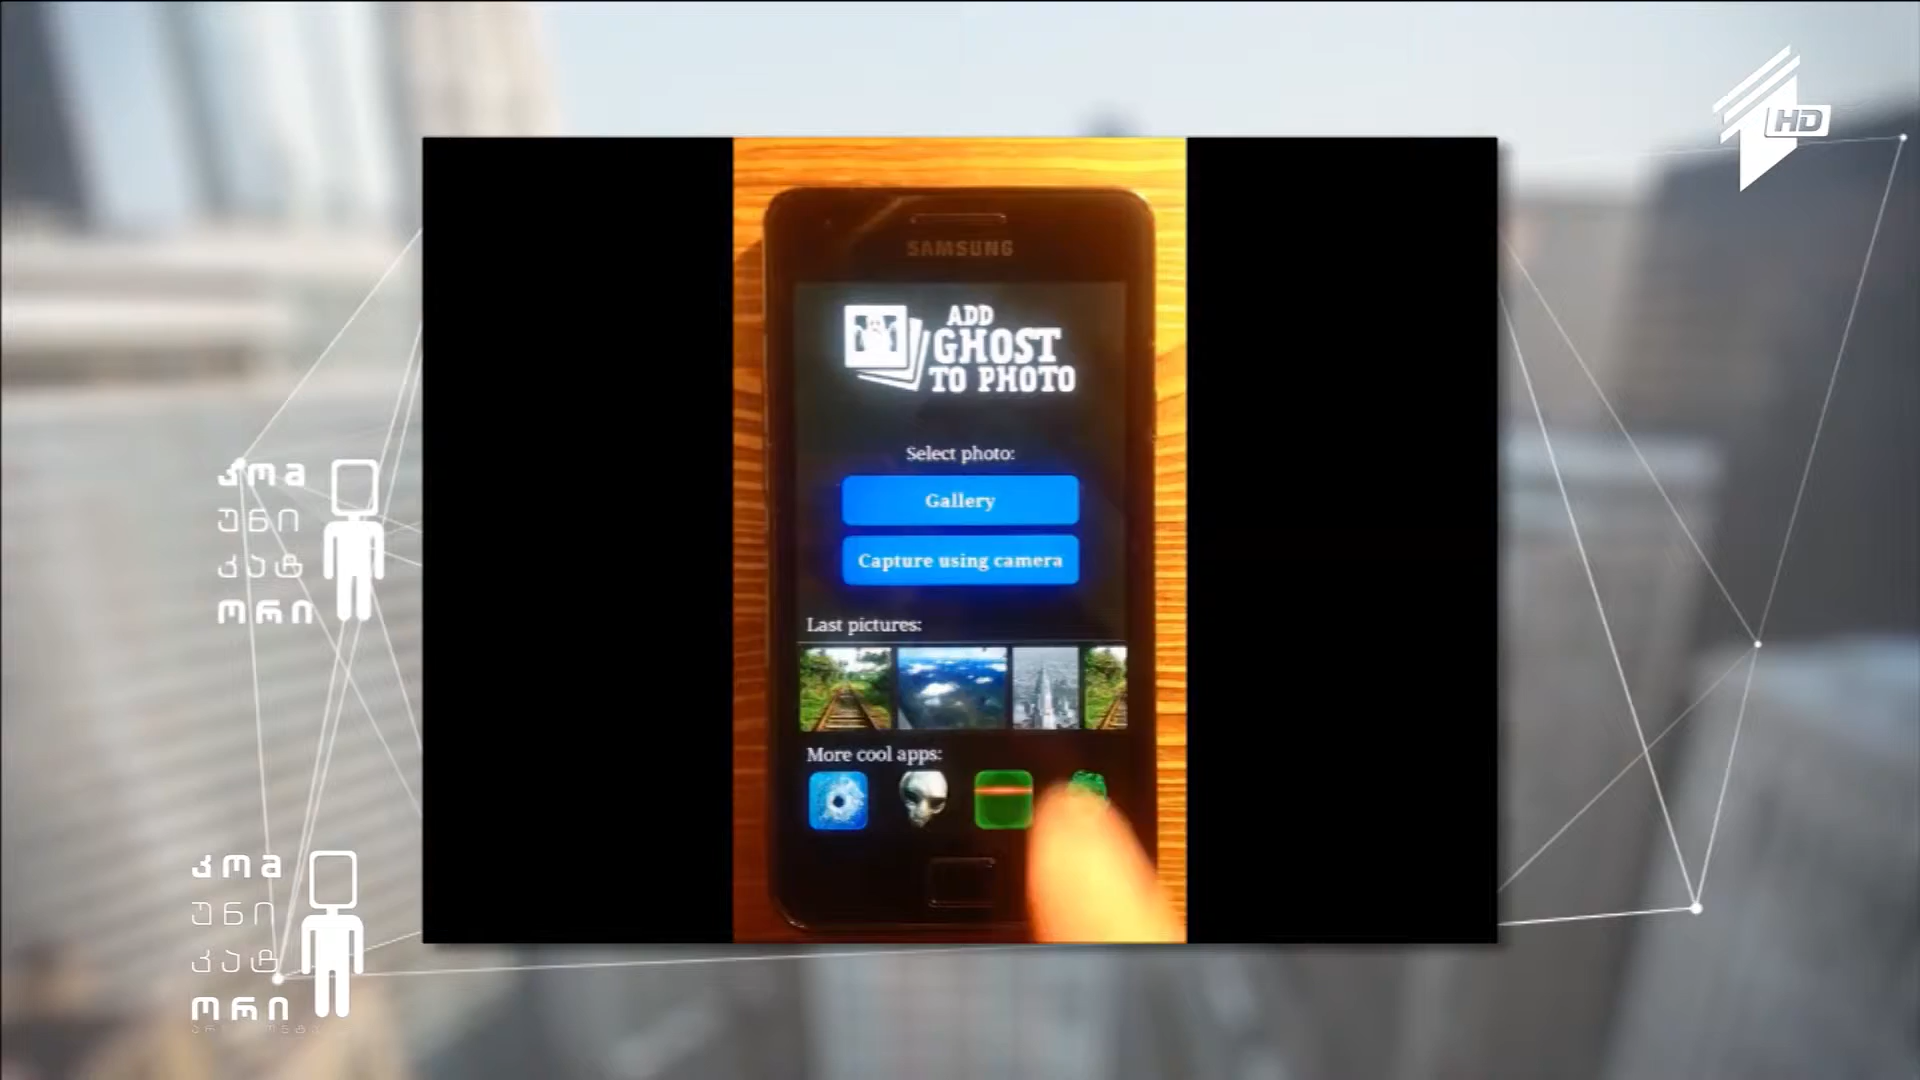 HD
SAMSUNG
ADD
GHOST
TO PHOTO
Select photo:
Gallery
Capture using camera
Last pictures:
More cool apps:
კომ
უნი
კატ
ორი
კომ
უნი
კატ
ორი